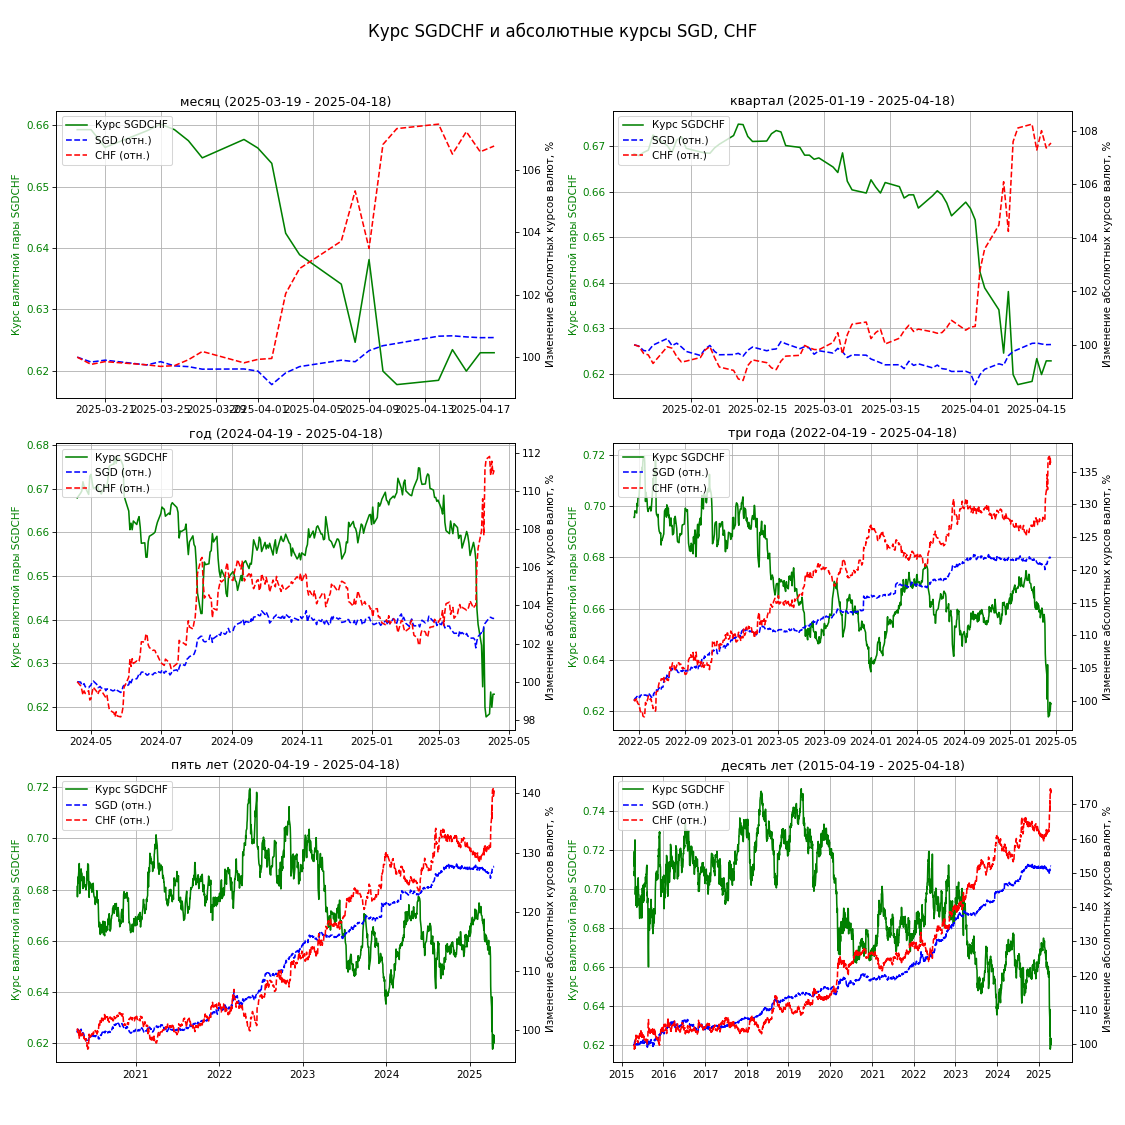 Курс SGDCHF и абсолютные курсы SGD, CHF
месяц (2025-03-19 - 2025-04-18)
Курс SGDCHF
SGD (отн.)
CHF (отн.)
Курс валютной пары SGDCHF
0.66
0.65
0.64
0.63
0.62
106
104
102
100
Изменение абсолютных курсов валют, %
2025-03-21 2025-03-25 2025-03-29 2025-04-01 2025-04-05 2025-04-09 2025-04-13 2025-04-17
квартал (2025-01-19 - 2025-04-18)
Курс SGDCHF
SGD (отн.)
CHF (отн.)
Курс валютной пары SGDCHF
0.67
0.66
0.65
0.64
0.63
0.62
108
106
104
102
100
Изменение абсолютных курсов валют, %
2025-02-01 2025-02-15 2025-03-01 2025-03-15 2025-04-01 2025-04-15
год (2024-04-19 - 2025-04-18)
Курс SGDCHF
SGD (отн.)
CHF (отн.)
Курс валютной пары SGDCHF
0.68
0.67
0.66
0.65
0.64
0.63
0.62
112
110
108
106
104
102
100
98
Изменение абсолютных курсов валют, %
2024-05 2024-07 2024-09 2024-11 2025-01 2025-03 2025-05
три года (2022-04-19 - 2025-04-18)
Курс SGDCHF
SGD (отн.)
CHF (отн.)
Курс валютной пары SGDCHF
0.72
0.70
0.68
0.66
0.64
0.62
135
130
125
120
115
110
105
100
Изменение абсолютных курсов валют, %
2022-05 2022-09 2023-01 2023-05 2023-09 2024-01 2024-05 2024-09 2025-01 2025-05
пять лет (2020-04-19 - 2025-04-18)
Курс SGDCHF
SGD (отн.)
CHF (отн.)
Курс валютной пары SGDCHF
0.72
0.70
0.68
0.66
0.64
0.62
140
130
120
110
100
Изменение абсолютных курсов валют, %
2021 2022 2023 2024 2025
десять лет (2015-04-19 - 2025-04-18)
Курс SGDCHF
SGD (отн.)
CHF (отн.)
Курс валютной пары SGDCHF
0.74
0.72
0.70
0.68
0.66
0.64
0.62
170
160
150
140
130
120
110
100
Изменение абсолютных курсов валют, %
2015 2016 2017 2018 2019 2020 2021 2022 2023 2024 2025